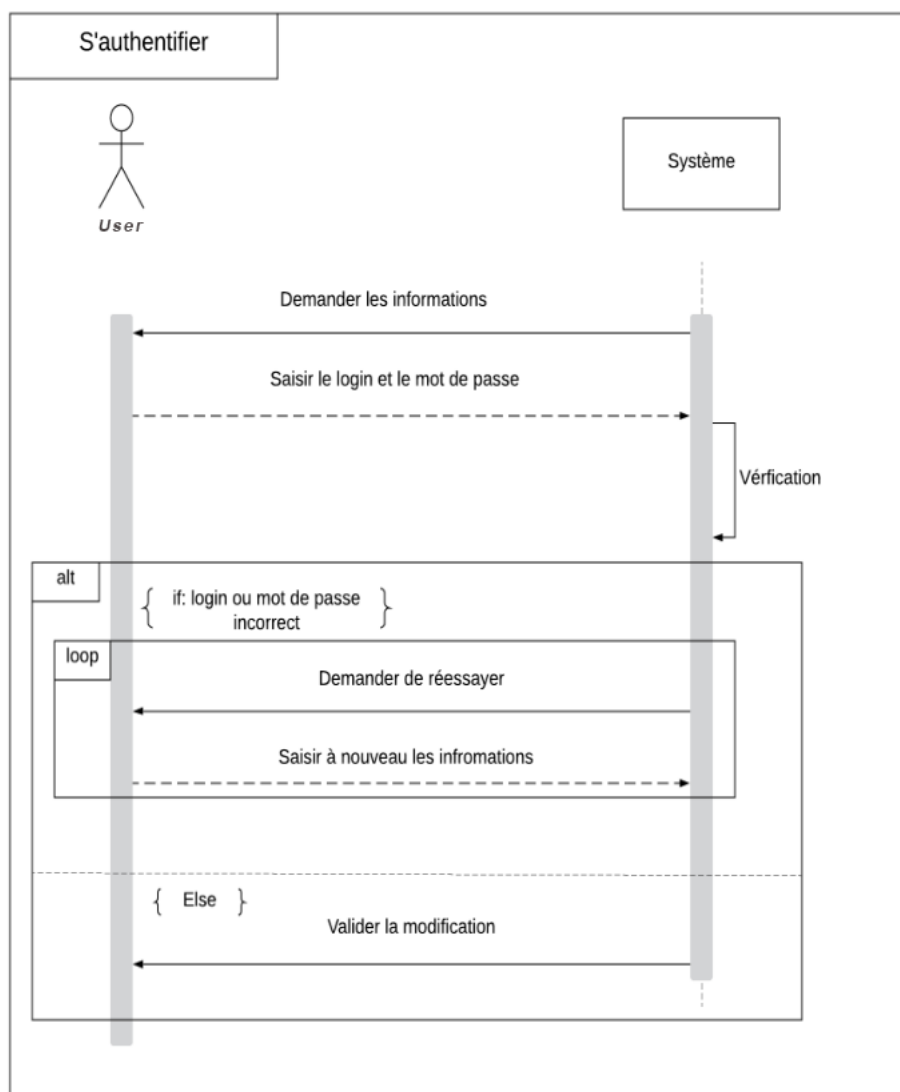 S'authentifier
Système
User
Demander les informations
Saisir le login et le mot de passe
Vérfication
alt
{ if: login ou mot de passe }
incorrect
loop
Demander de réessayer
Saisir à nouveau les infromations
{ Else }
Valider la modification